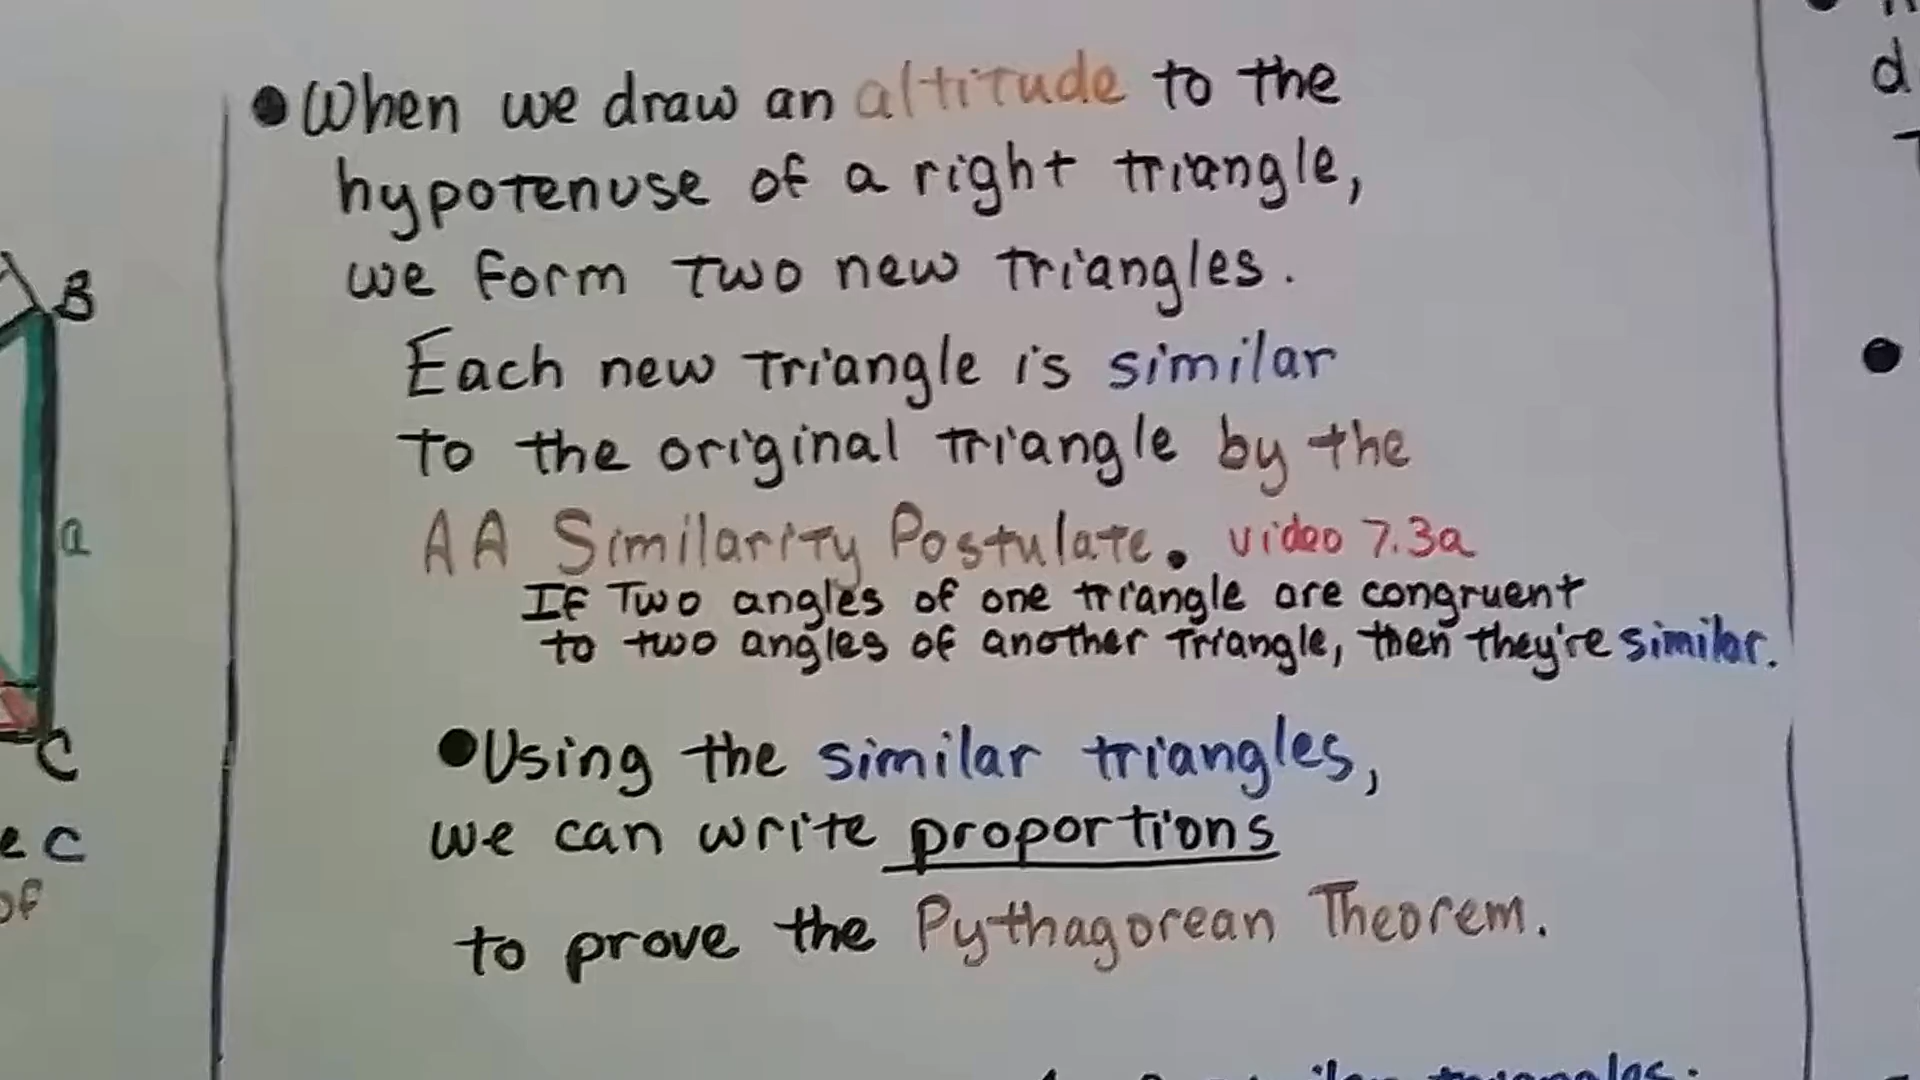 • When we draw an altitude to the
hypotenuse of a right triangle,
we form two new triangles.
Each new triangle is similar
to the original triangle by the
AA Similarity Postulate. video 7.3a
If two angles of one triangle are congruent
to two angles of another triangle, then they're similar.
• Using the similar triangles,
we can write proportions
to prove the Pythagorean Theorem.
B
a
C
c
of
d